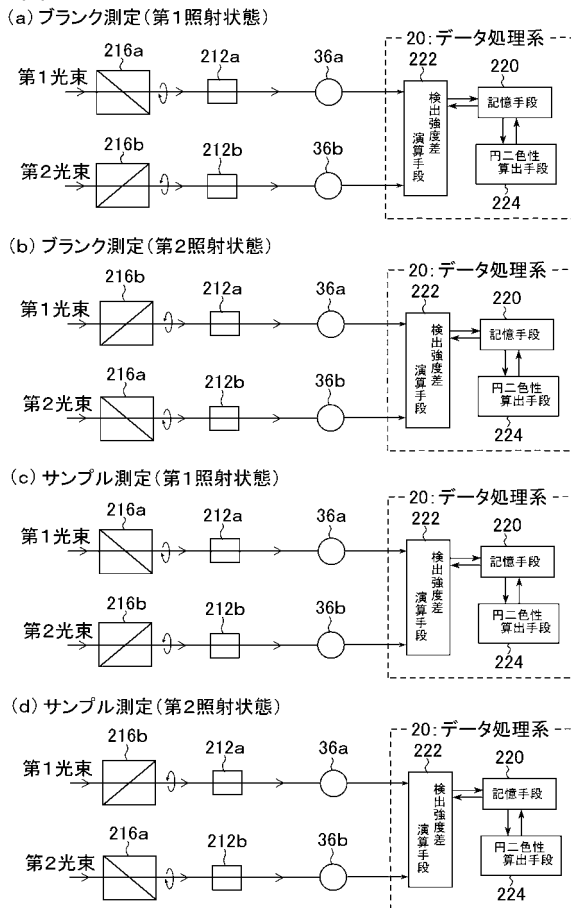 (a) ブランク測定(第1照射状態)
216a
212a
36a
20:データ処理系
222
220
第1光束
検出強度差
演算手段
記憶手段
216b
212b
36b
第2光束
円二色性
算出手段
224
(b) ブランク測定(第2照射状態)
216b
212a
36a
20:データ処理系
222
220
第1光束
検出強度差
演算手段
記憶手段
216a
212b
36b
第2光束
円二色性
算出手段
224
(c) サンプル測定(第1照射状態)
216a
212a
36a
20:データ処理系
222
220
第1光束
検出強度差
演算手段
記憶手段
216b
212b
36b
第2光束
円二色性
算出手段
224
(d) サンプル測定(第2照射状態)
216b
212a
36a
20:データ処理系
222
220
第1光束
検出強度差
演算手段
記憶手段
216a
212b
36b
第2光束
円二色性
算出手段
224